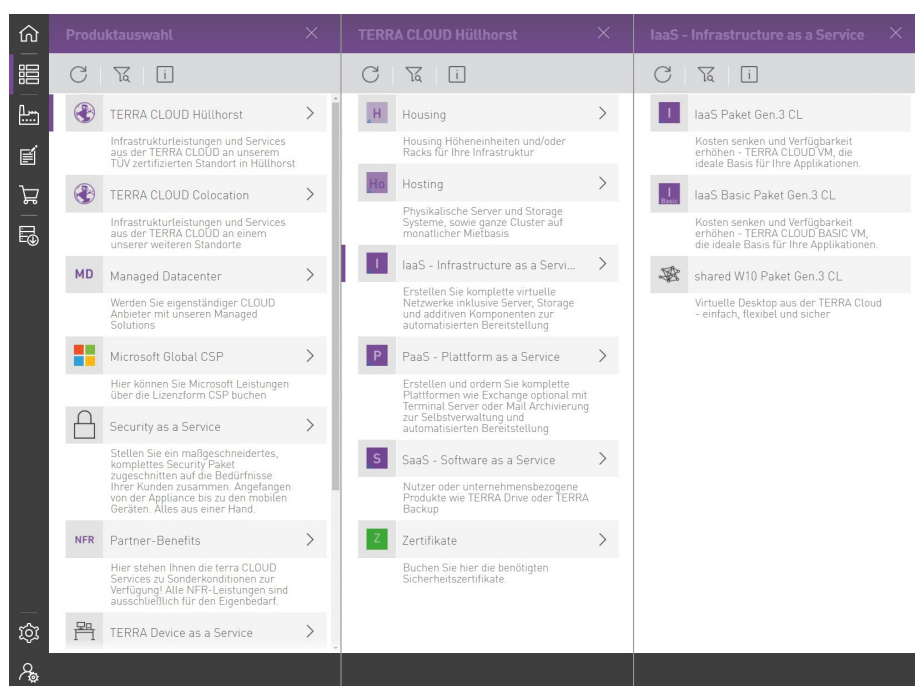 Produktauswahl
TERRA CLOUD Hüllhorst
Infrastrukturleistungen und Services
aus der TERRA CLOUD an unserem
TÜV zertifizierten Standort in Hüllhorst
TERRA CLOUD Colocation
Infrastrukturleistungen und Services
aus der TERRA CLOUD an einem
unserer weiteren Standorte
MD Managed Datacenter
Werden Sie eigenständiger CLOUD
Anbieter mit unseren Managed
Solutions
Microsoft Global CSP
Hier können Sie Microsoft Leistungen
über die Lizenzform CSP buchen
Security as a Service
Stellen Sie ein maßgeschneidertes,
komplettes Security Paket
zugeschnitten auf die Bedürfnisse
Ihrer Kunden zusammen. Angefangen
von der Appliance bis zu den mobilen
Geräten. Alles aus einer Hand.
NFR Partner-Benefits
Hier stehen Ihnen die terra CLOUD
Services zu Sonderkonditionen zur
Verfügung! Alle NFR-Leistungen sind
ausschließlich für den Eigenbedarf.
TERRA Device as a Service
TERRA CLOUD Hüllhorst
H Housing
Housing Höheneinheiten und/oder
Racks für Ihre Infrastruktur
Ho Hosting
Physikalische Server und Storage
Systeme, sowie ganze Cluster auf
monatlicher Mietbasis
I IaaS - Infrastructure as a Servi...
Erstellen Sie komplette virtuelle
Netzwerke inklusive Server, Storage
und additiven Komponenten zur
automatisierten Bereitstellung
P PaaS - Plattform as a Service
Erstellen und ordern Sie komplette
Plattformen wie Exchange optional mit
Terminal Server oder Mail Archivierung
zur Selbstverwaltung und
automatisierten Bereitstellung
S SaaS - Software as a Service
Nutzer oder unternehmensbezogene
Produkte wie TERRA Drive oder TERRA
Backup
Z Zertifikate
Buchen Sie hier die benötigten
Sicherheitszertifikate.
IaaS - Infrastructure as a Service
I IaaS Paket Gen.3 CL
Kosten senken und Verfügbarkeit
erhöhen - TERRA CLOUD VM, die
ideale Basis für Ihre Applikationen.
I Basic IaaS Basic Paket Gen.3 CL
Kosten senken und Verfügbarkeit
erhöhen - TERRA CLOUD BASIC VM,
die ideale Basis für Ihre Applikationen.
shared W10 Paket Gen.3 CL
Virtuelle Desktop aus der TERRA Cloud
- einfach, flexibel und sicher